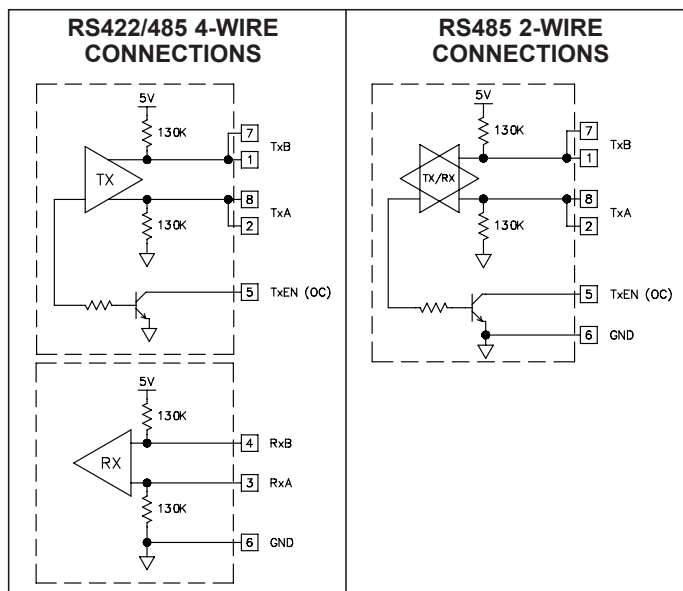 RS422/485 4-WIRE
CONNECTIONS
5V
130K
7
TxB
1
TX
8
TxA
2
130K
5 TxEN (OC)
5V
130K
4 RxB
RX
3 RxA
130K
6 GND
RS485 2-WIRE
CONNECTIONS
5V
130K
7
TxB
1
TX/RX
8
TxA
2
130K
5 TxEN (OC)
6 GND